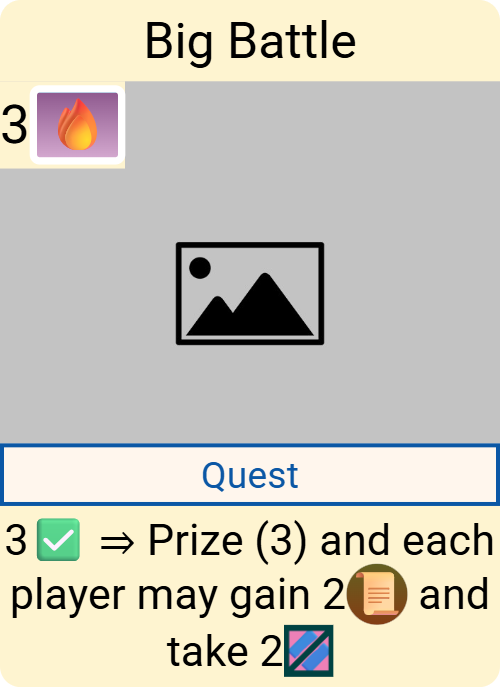 Big Battle
3
Quest
3 ✅ ⇒ Prize (3) and each
player may gain 2 and
take 2